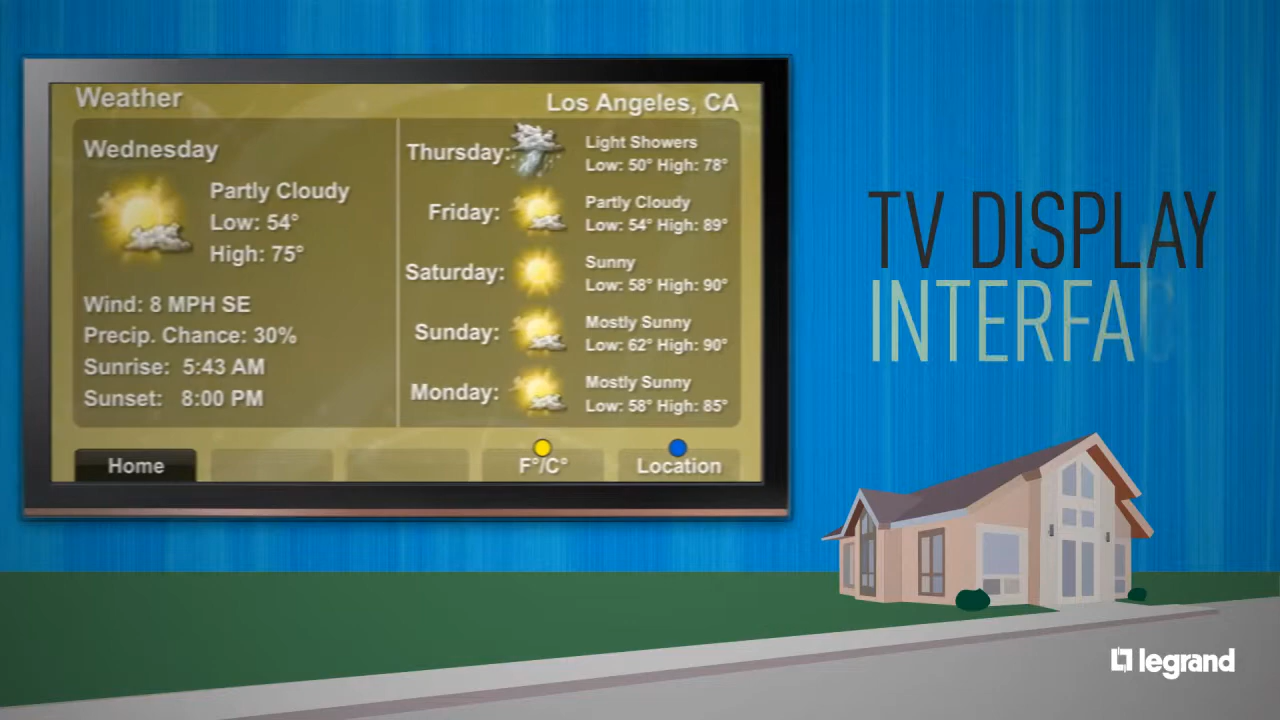 Weather
Los Angeles, CA
Wednesday
Partly Cloudy
Low: 54°
High: 75°
Wind: 8 MPH SE
Precip. Chance: 30%
Sunrise: 5:43 AM
Sunset: 8:00 PM
Thursday:
Light Showers
Low: 50° High: 78°
Friday:
Partly Cloudy
Low: 54° High: 89°
Saturday:
Sunny
Low: 58° High: 90°
Sunday:
Mostly Sunny
Low: 62° High: 90°
Monday:
Mostly Sunny
Low: 58° High: 85°
Home
F°/C°
Location
TV DISPLAY
INTERFAC
legrand